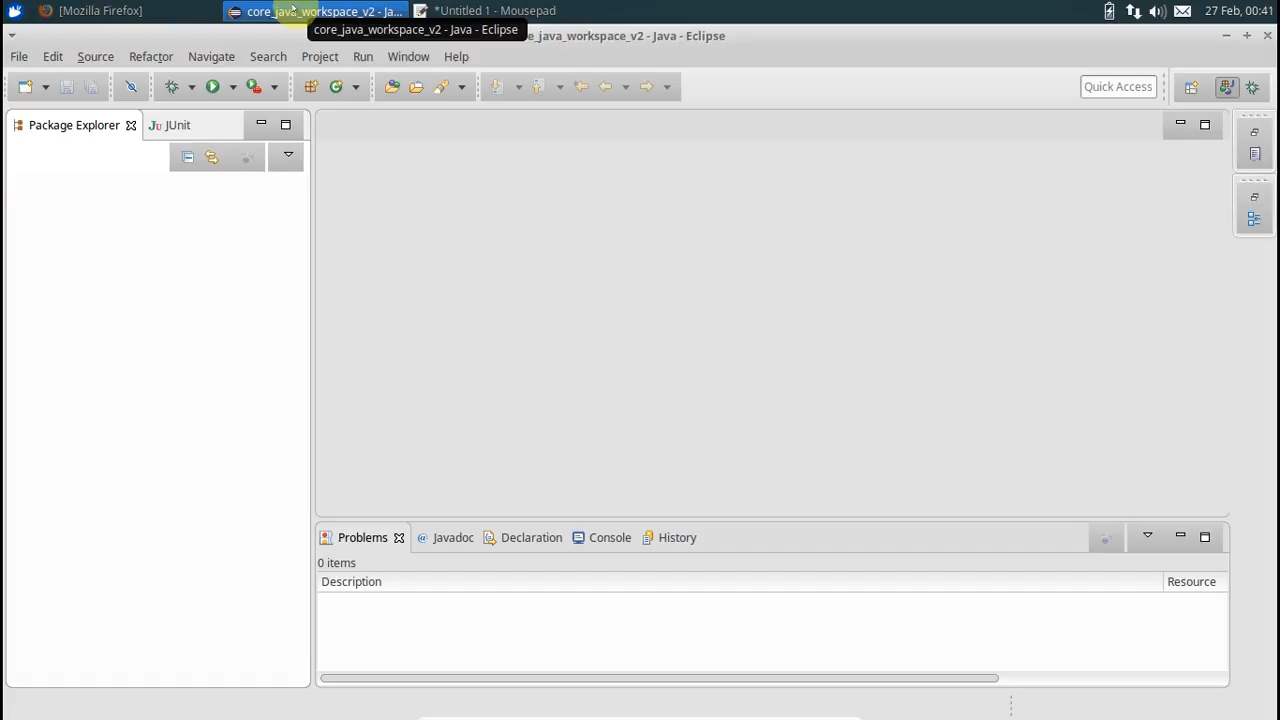 [Mozilla Firefox]
core_java_workspace_v2 - Ja...
*Untitled 1 - Mousepad
27 Feb, 00:41
core_java_workspace_v2 - Java - Eclipse
e_java_workspace_v2 - Java - Eclipse
File Edit Source Refactor Navigate Search Project Run Window Help
Quick Access
Package Explorer
JUnit
Problems
Javadoc
Declaration
Console
History
0 items
Description
Resource